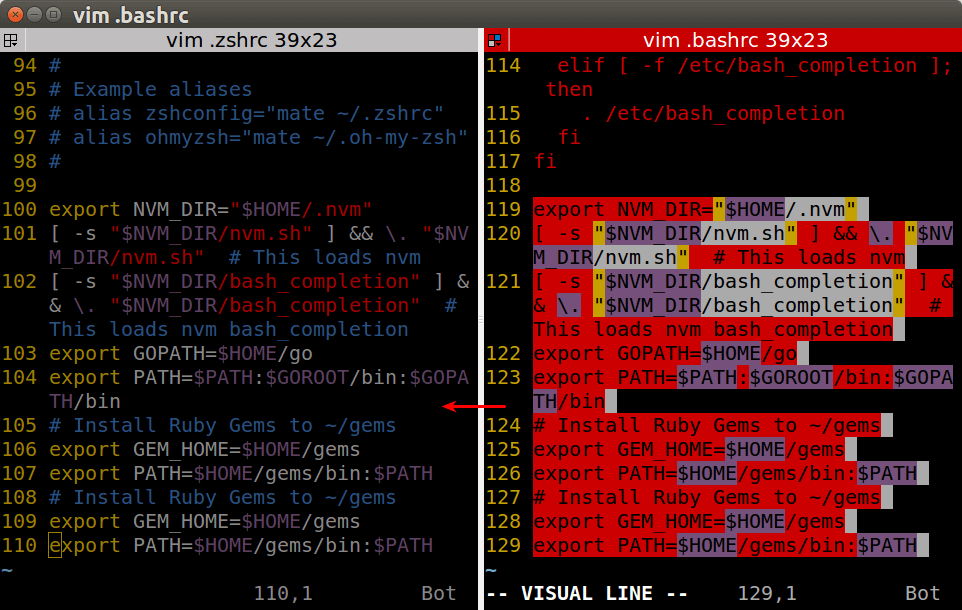 vim .bashrc
vim .zshrc 39x23
94 #
95 # Example aliases
96 # alias zshconfig="mate ~/.zshrc"
97 # alias ohmyzsh="mate ~/.oh-my-zsh"
98 #
99
100 export NVM_DIR="$HOME/.nvm"
101 [ -s "$NVM_DIR/nvm.sh" ] && \. "$NV
M_DIR/nvm.sh"  # This loads nvm
102 [ -s "$NVM_DIR/bash_completion" ] &
& \. "$NVM_DIR/bash_completion"  #
This loads nvm bash_completion
103 export GOPATH=$HOME/go
104 export PATH=$PATH:$GOROOT/bin:$GOPA
TH/bin
105 # Install Ruby Gems to ~/gems
106 export GEM_HOME=$HOME/gems
107 export PATH=$HOME/gems/bin:$PATH
108 # Install Ruby Gems to ~/gems
109 export GEM_HOME=$HOME/gems
110 export PATH=$HOME/gems/bin:$PATH
~
110,1 Bot
vim .bashrc 39x23
114   elif [ -f /etc/bash_completion ];
 then
115     . /etc/bash_completion
116   fi
117 fi
118
119 export NVM_DIR="$HOME/.nvm"
120 [ -s "$NVM_DIR/nvm.sh" ] && \. "$NV
M_DIR/nvm.sh"  # This loads nvm
121 [ -s "$NVM_DIR/bash_completion" ] &
& \. "$NVM_DIR/bash_completion"  #
This loads nvm bash_completion
122 export GOPATH=$HOME/go
123 export PATH=$PATH:$GOROOT/bin:$GOPA
TH/bin
124 # Install Ruby Gems to ~/gems
125 export GEM_HOME=$HOME/gems
126 export PATH=$HOME/gems/bin:$PATH
127 # Install Ruby Gems to ~/gems
128 export GEM_HOME=$HOME/gems
129 export PATH=$HOME/gems/bin:$PATH
~
-- VISUAL LINE -- 129,1 Bot